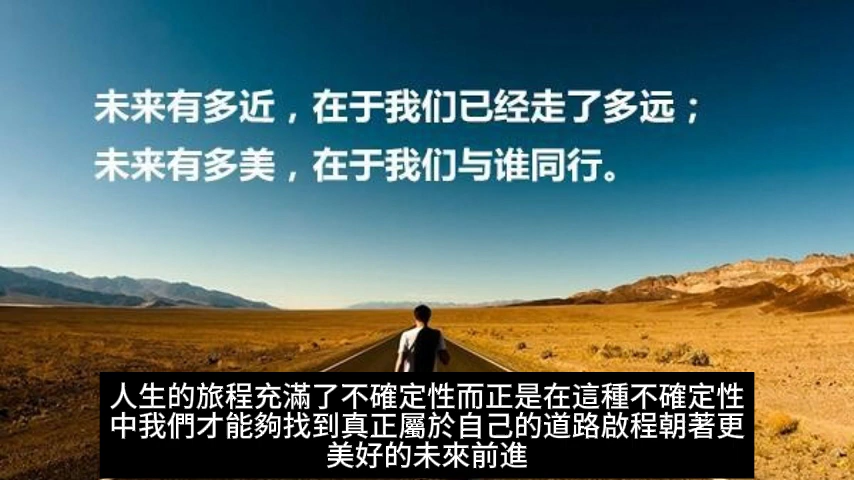 未来有多近，在于我们已经走了多远；
未来有多美，在于我们与谁同行。
人生的旅程充滿了不確定性而正是在這種不確定性
中我們才能夠找到真正屬於自己的道路啟程朝著更
美好的未來前進